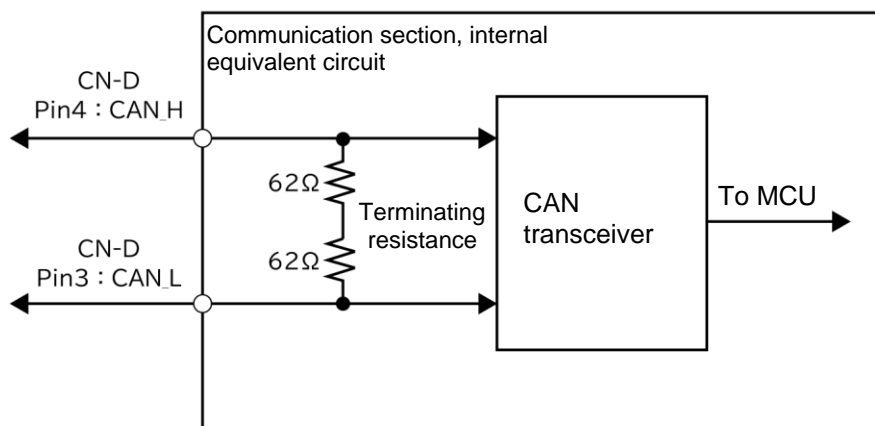 Communication section, internal
equivalent circuit
CN-D
Pin4：CAN_H
62Ω
Terminating
resistance
62Ω
CN-D
Pin3：CAN_L
CAN
transceiver
To MCU